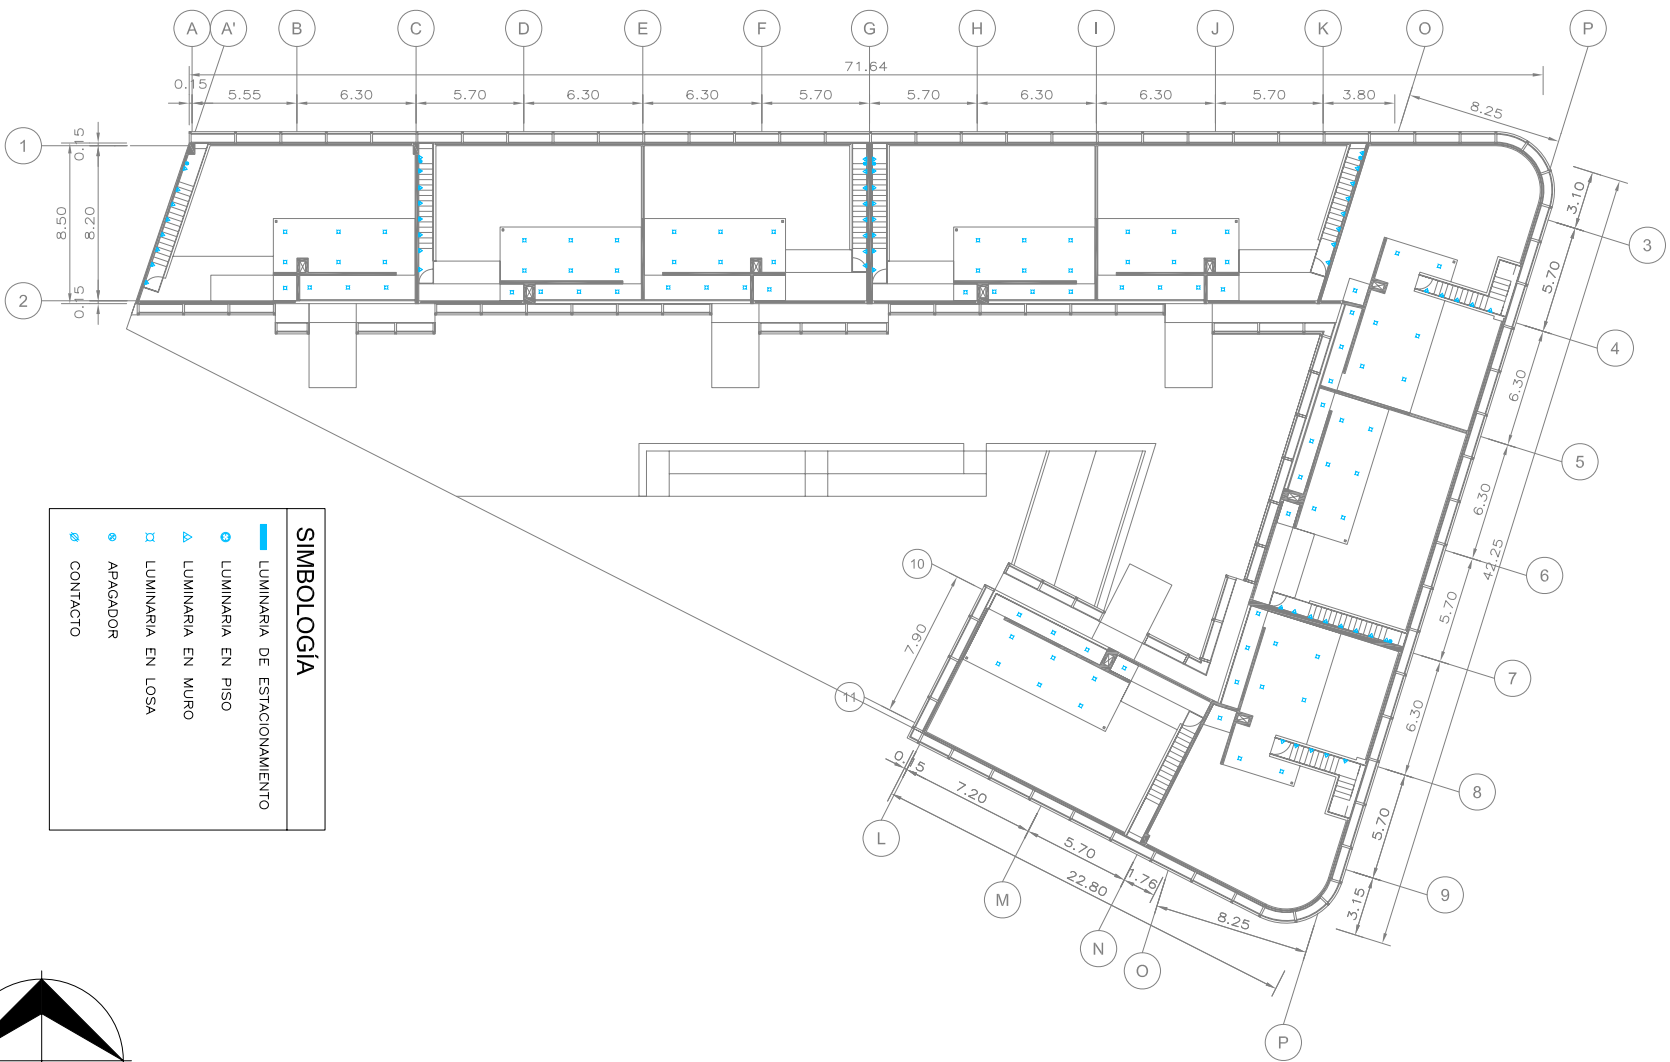 A A' B C D E F G H I J K O P
71.64
0.15 5.55 6.30 5.70 6.30 6.30 5.70 5.70 6.30 6.30 5.70 3.80 8.25
1
2
0.15
8.50
8.20
0.15
3.10
3
5.70
4
6.30
5
6.30
42.25
6
5.70
7
6.30
8
5.70
9
3.15
10
7.90
11
0.15
7.20
5.70
1.76
22.80
8.25
L
M
N
O
P
SIMBOLOGÍA
LUMINARIA DE ESTACIONAMIENTO
LUMINARIA EN PISO
LUMINARIA EN MURO
LUMINARIA EN LOSA
APAGADOR
CONTACTO